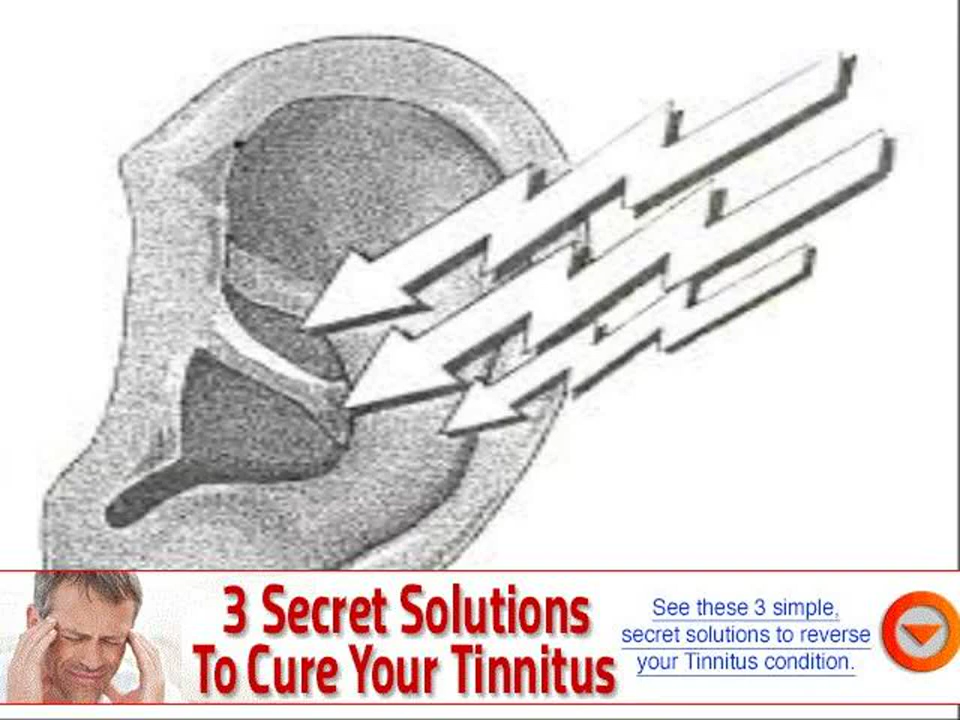 3 Secret Solutions
To Cure Your Tinnitus
See these 3 simple,
secret solutions to reverse
your Tinnitus condition.